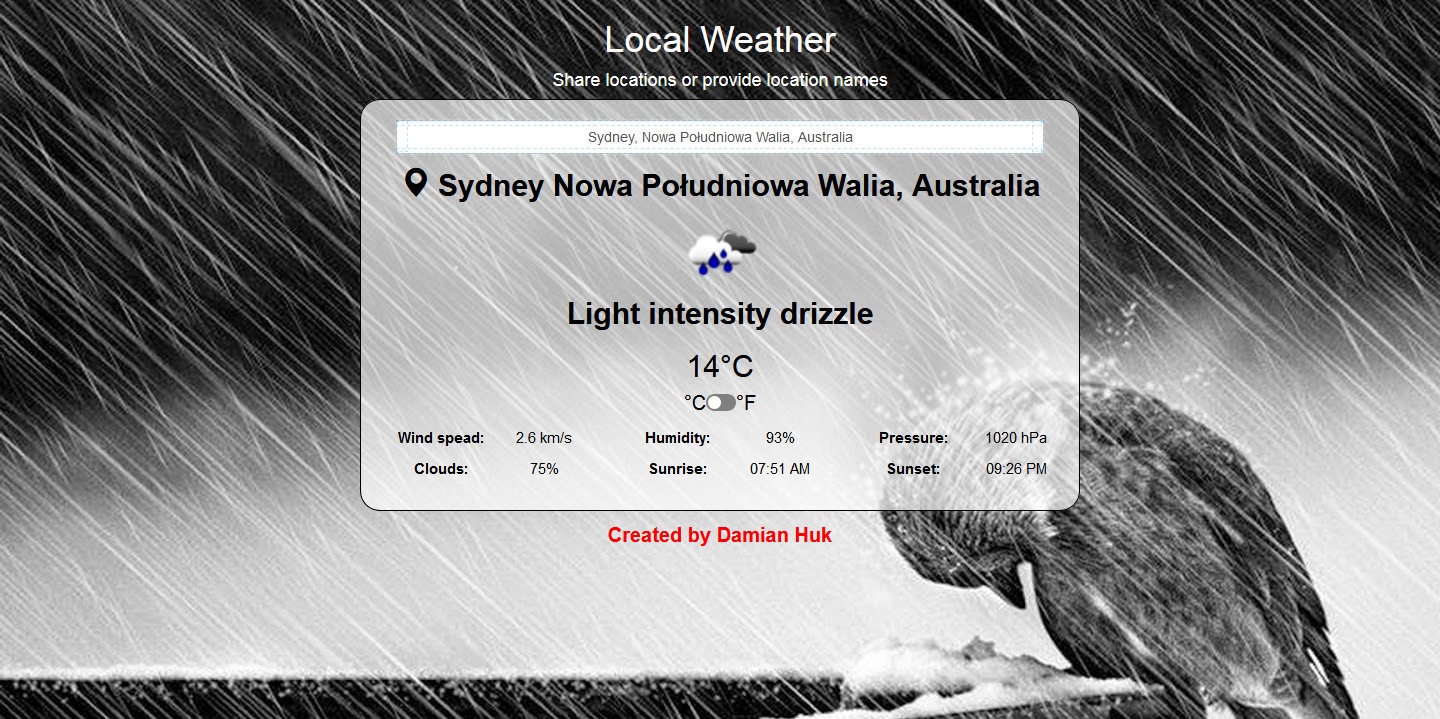 Local Weather
Share locations or provide location names
Sydney, Nowa Południowa Walia, Australia
Sydney Nowa Południowa Walia, Australia
Light intensity drizzle
14°C
°C °F
Wind spead: 2.6 km/s Humidity: 93% Pressure: 1020 hPa
Clouds: 75% Sunrise: 07:51 AM Sunset: 09:26 PM
Created by Damian Huk